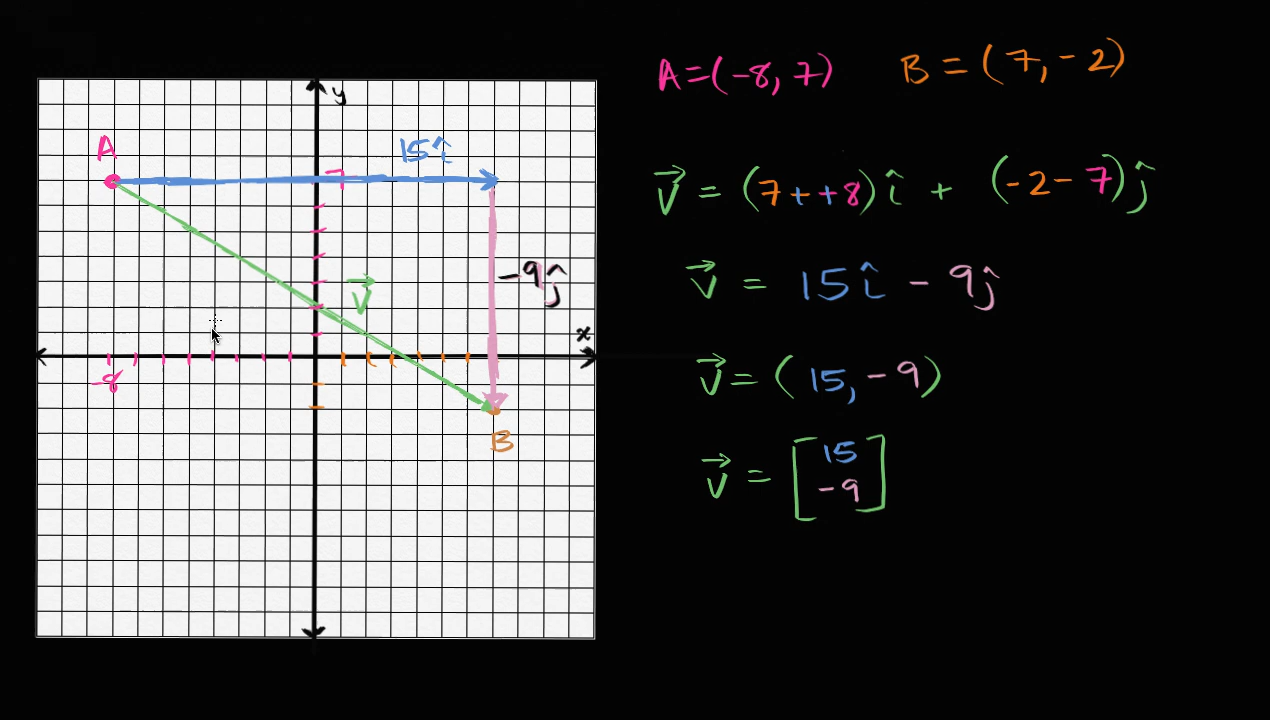 A=(-8, 7)
B = (7, -2)
y
A
15î
7
v⃗ = (7++8)î + (-2-7)ĵ
-9ĵ
v⃗
v⃗ = 15î - 9ĵ
x
-8
v⃗ = (15, -9)
B
v⃗ = [15
-9]